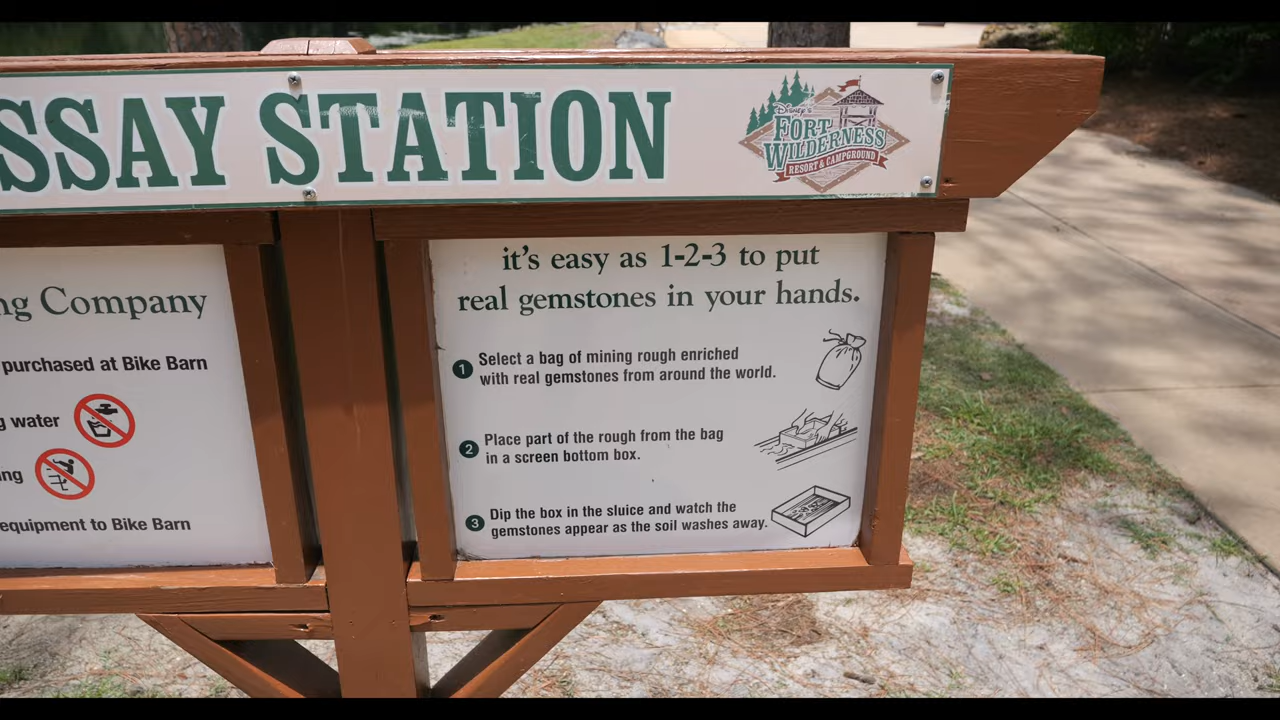 SSAY STATION
DISNEY'S
FORT
WILDERNESS
RESORT & CAMPGROUND
ng Company
purchased at Bike Barn
g water
ng
equipment to Bike Barn
it's easy as 1-2-3 to put
real gemstones in your hands.
1 Select a bag of mining rough enriched
with real gemstones from around the world.
2 Place part of the rough from the bag
in a screen bottom box.
3 Dip the box in the sluice and watch the
gemstones appear as the soil washes away.